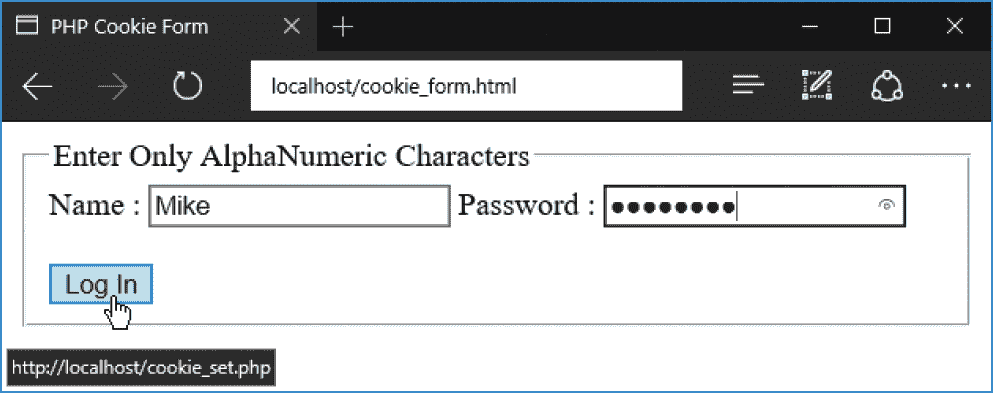 PHP Cookie Form
localhost/cookie_form.html
Enter Only AlphaNumeric Characters
Name : Mike Password : ●●●●●●●●
Log In
http://localhost/cookie_set.php